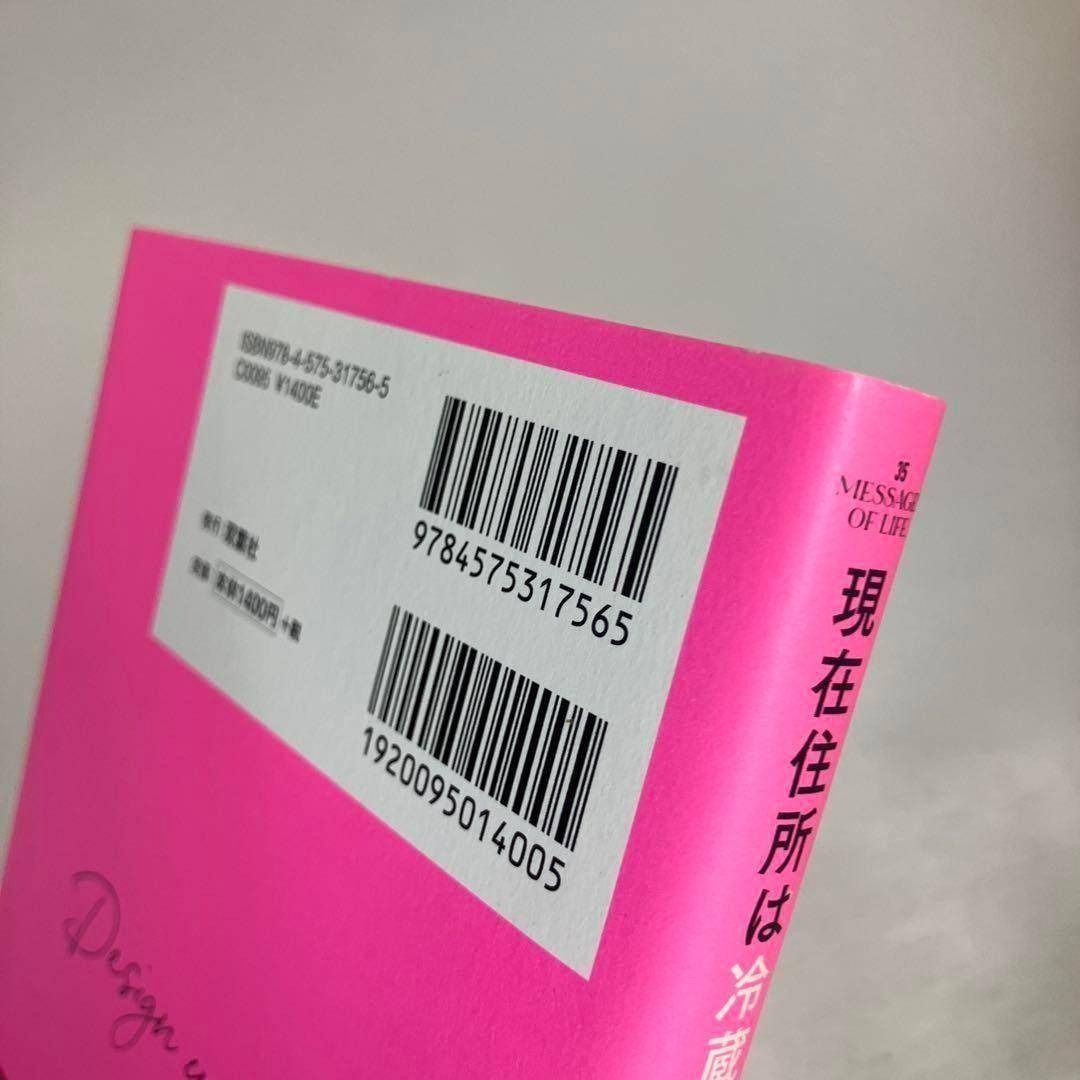 ISBN978-4-575-31756-5
C0095 ¥1400E
9784575317565
発行 双葉社
定価 本体1400円 +税
1920095014005
Design
35
MESSAGE
OF LIFE
現在住所は冷蔵